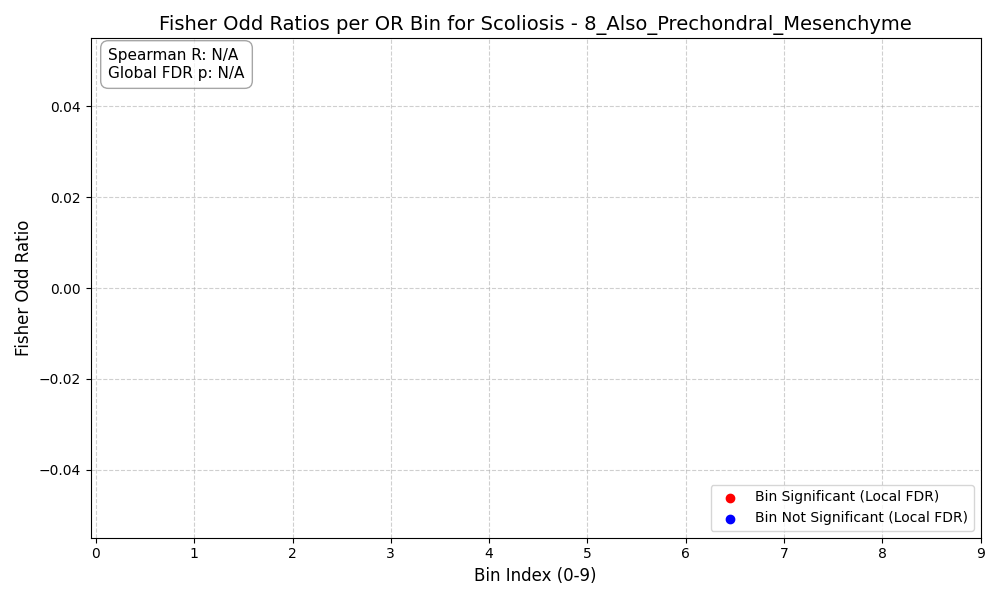 Fisher Odd Ratios per OR Bin for Scoliosis - 8_Also_Prechondral_Mesenchyme
Spearman R: N/A
Global FDR p: N/A
Fisher Odd Ratio
0.04
0.02
0.00
−0.02
−0.04
Bin Significant (Local FDR)
Bin Not Significant (Local FDR)
0 1 2 3 4 5 6 7 8 9
Bin Index (0-9)